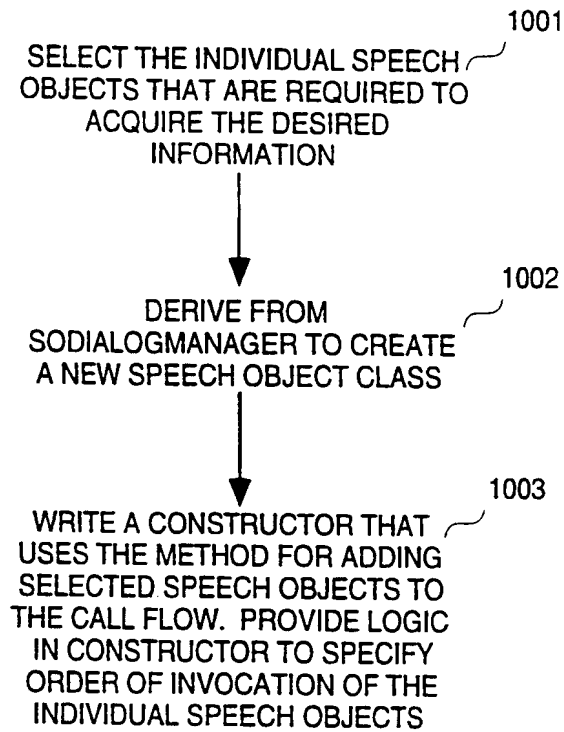 1001
SELECT THE INDIVIDUAL SPEECH
OBJECTS THAT ARE REQUIRED TO
ACQUIRE THE DESIRED
INFORMATION
1002
DERIVE FROM
SODIALOGMANAGER TO CREATE
A NEW SPEECH OBJECT CLASS
1003
WRITE A CONSTRUCTOR THAT
USES THE METHOD FOR ADDING
SELECTED SPEECH OBJECTS TO
THE CALL FLOW. PROVIDE LOGIC
IN CONSTRUCTOR TO SPECIFY
ORDER OF INVOCATION OF THE
INDIVIDUAL SPEECH OBJECTS